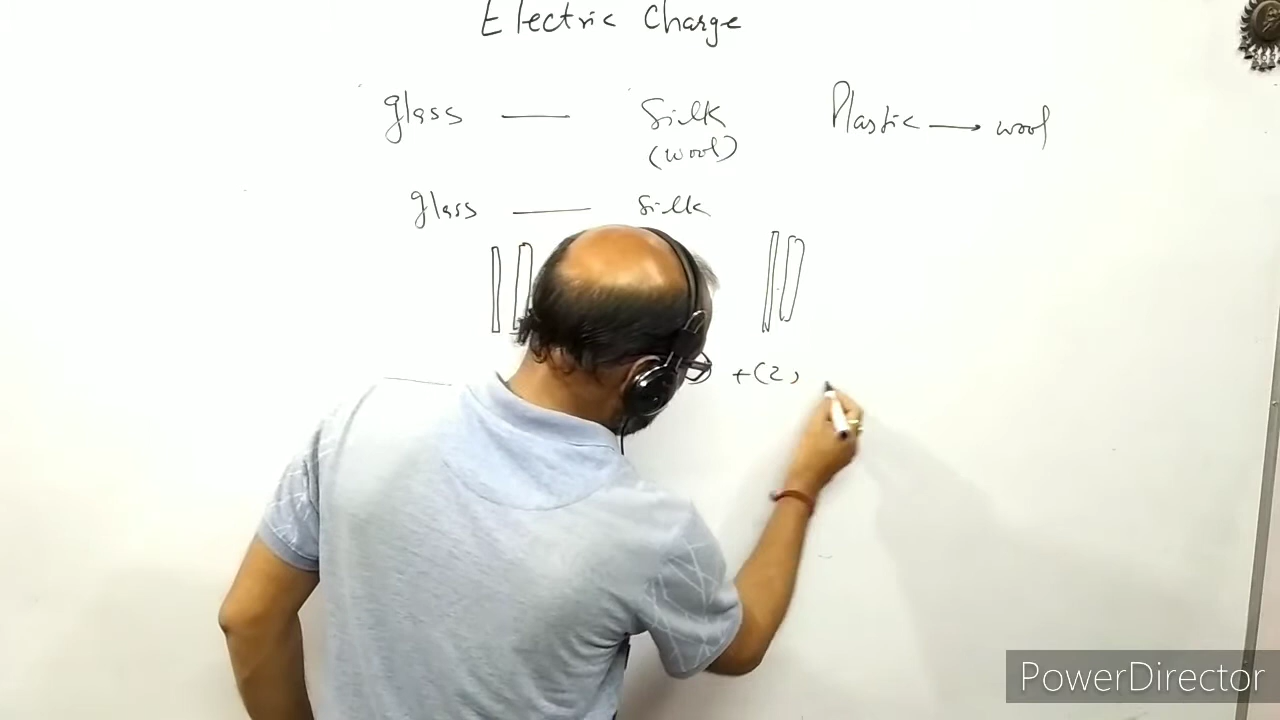 Electric Charge
glass — Silk Plastic → wool
(wool)
glass — Silk
+(2,
PowerDirector